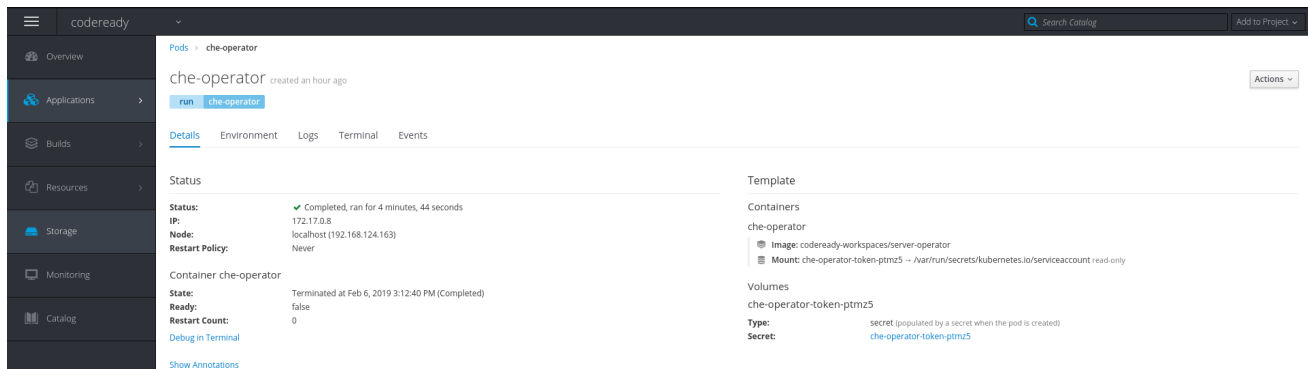 codeready
Search Catalog
Add to Project
Overview
Applications
Builds
Resources
Storage
Monitoring
Catalog
Pods › che-operator
che-operator created an hour ago
Actions
run che-operator
Details Environment Logs Terminal Events
Status
Status: Completed, ran for 4 minutes, 44 seconds
IP: 172.17.0.8
Node: localhost (192.168.124.163)
Restart Policy: Never
Container che-operator
State: Terminated at Feb 6, 2019 3:12:40 PM (Completed)
Ready: false
Restart Count: 0
Debug in Terminal
Show Annotations
Template
Containers
che-operator
Image: codeready-workspaces/server-operator
Mount: che-operator-token-ptmz5 → /var/run/secrets/kubernetes.io/serviceaccount read-only
Volumes
che-operator-token-ptmz5
Type: secret (populated by a secret when the pod is created)
Secret: che-operator-token-ptmz5